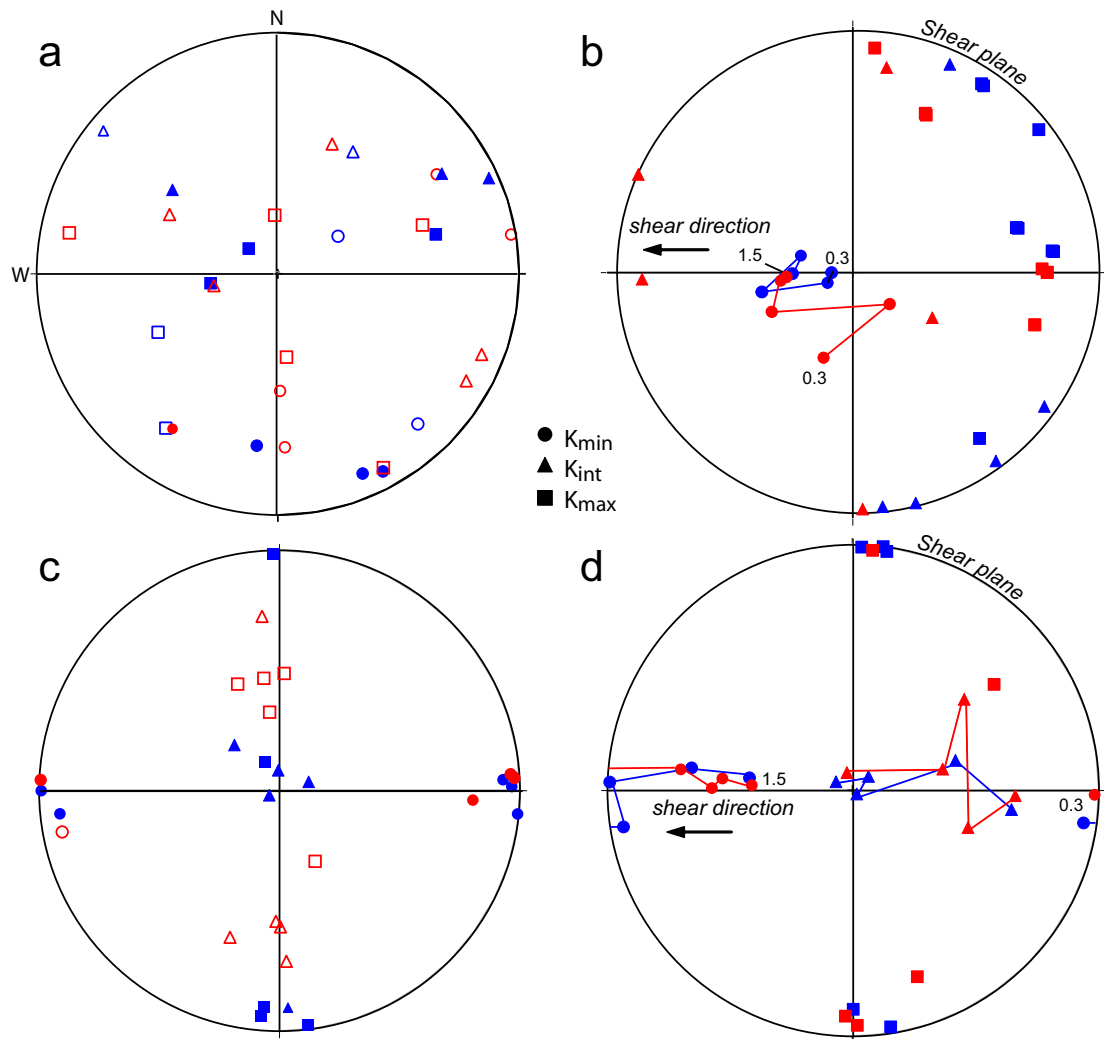 a
N
W
b
Shear plane
shear direction
1.5
0.3
0.3
Kmin
Kint
Kmax
c
d
Shear plane
1.5
shear direction
0.3